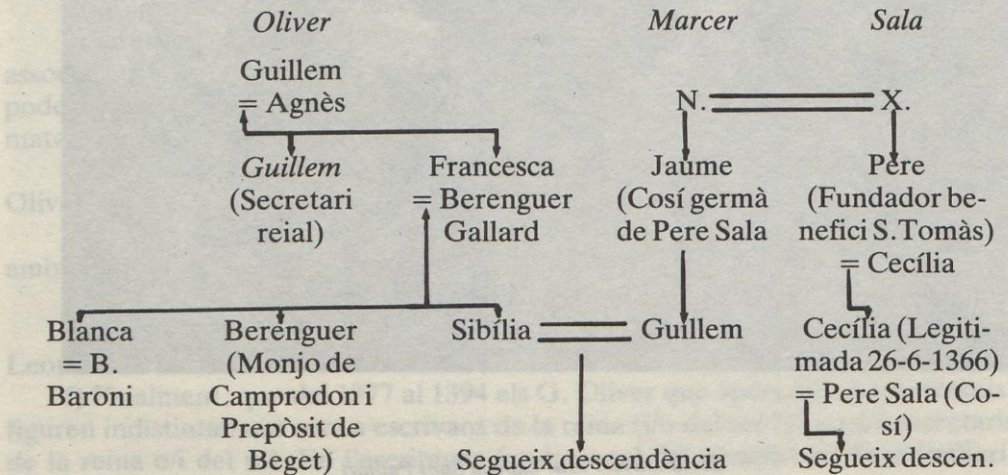 Oliver Marcer Sala
Guillem
= Agnès
N. X.
Guillem Francesca Jaume Pere
(Secretari = Berenguer (Cosí germà (Fundador be-
reial) Gallard de Pere Sala nefici S. Tomàs)
= Cecília
Blanca Berenguer Sibília Guillem Cecília (Legiti-
= B. (Monjo de mada 26-6-1366)
Baroni Camprodon i = Pere Sala (Co-
Prepòsit de sí)
Beget) Segueix descendència Segueix descen.